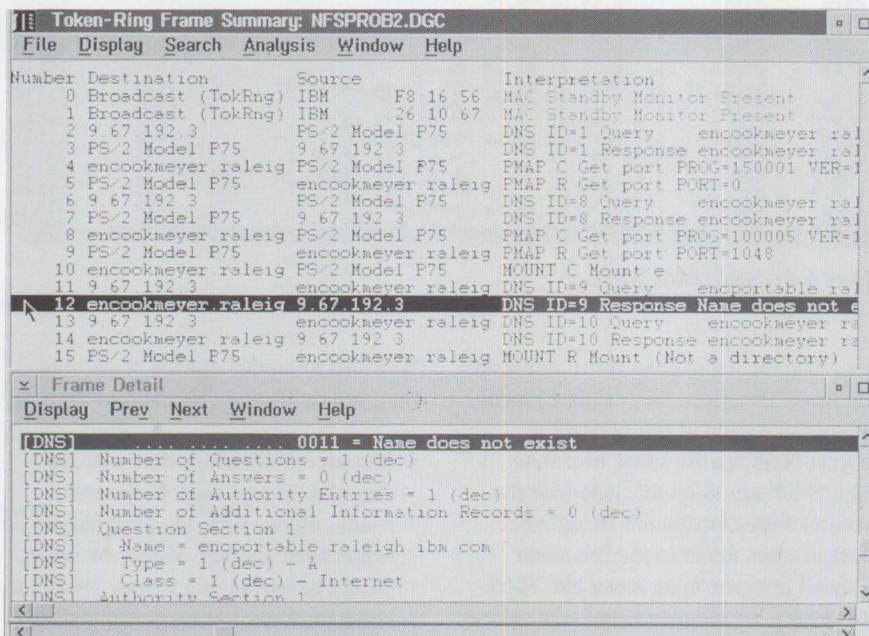 Token-Ring Frame Summary: NFSPROB2.DGC
File Display Search Analysis Window Help
Number Destination Source Interpretation
0 Broadcast (TokRng) IBM F8 16 56 MAC Standby Monitor Present
1 Broadcast (TokRng) IBM 26 10 67 MAC Standby Monitor Present
2 9.67.192.3 PS/2 Model P75 DNS ID=1 Query encookmeyer ral
3 PS/2 Model P75 9.67 192 3 DNS ID=1 Response encookmeyer ral
4 encookmeyer raleig PS/2 Model P75 PMAP C Get port PROG=150001 VER=1
5 PS/2 Model P75 encookmeyer raleig PMAP R Get port PORT=0
6 9.67 192.3 PS/2 Model P75 DNS ID=8 Query encookmeyer ral
7 PS/2 Model P75 9.67 192 3 DNS ID=8 Response encookmeyer ral
8 encookmeyer raleig PS/2 Model P75 PMAP C Get port PROG=100005 VER=1
9 PS/2 Model P75 encookmeyer raleig PMAP R Get port PORT=1048
10 encookmeyer raleig PS/2 Model P75 MOUNT C Mount e
11 9.67 192.3 encookmeyer raleig DNS ID=9 Query encportable ral
12 encookmeyer.raleig 9.67.192.3 DNS ID=9 Response Name does not e
13 9.67 192.3 encookmeyer raleig DNS ID=10 Query encookmeyer ra
14 encookmeyer raleig 9 67 192 3 DNS ID=10 Response encookmeyer ra
15 PS/2 Model P75 encookmeyer raleig MOUNT R Mount (Not a directory)
Frame Detail
Display Prev Next Window Help
[DNS] .... .... .... 0011 = Name does not exist
[DNS] Number of Questions = 1 (dec)
[DNS] Number of Answers = 0 (dec)
[DNS] Number of Authority Entries = 1 (dec)
[DNS] Number of Additional Information Records = 0 (dec)
[DNS] Question Section 1
[DNS] Name = encportable raleigh ibm com
[DNS] Type = 1 (dec) - A
[DNS] Class = 1 (dec) - Internet
[DNS] Authority Section 1